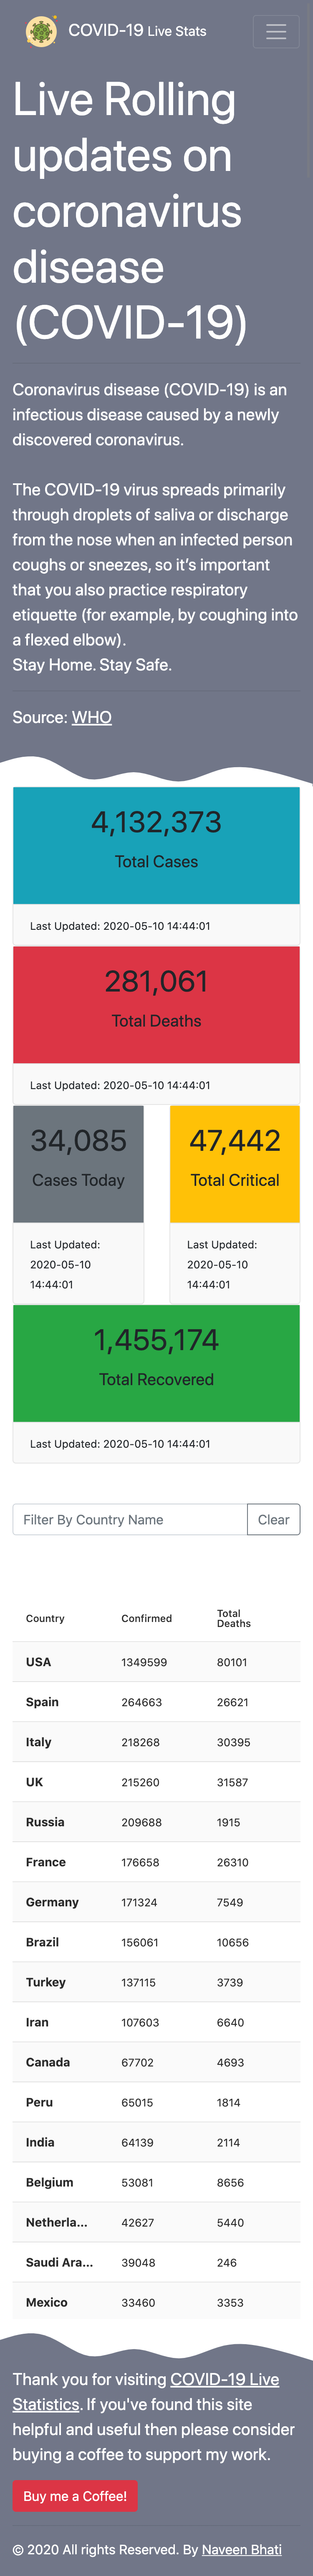 COVID-19 Live Stats
Live Rolling
updates on
coronavirus
disease
(COVID-19)
Coronavirus disease (COVID-19) is an
infectious disease caused by a newly
discovered coronavirus.
The COVID-19 virus spreads primarily
through droplets of saliva or discharge
from the nose when an infected person
coughs or sneezes, so it’s important
that you also practice respiratory
etiquette (for example, by coughing into
a flexed elbow).
Stay Home. Stay Safe.
Source: WHO
4,132,373
Total Cases
Last Updated: 2020-05-10 14:44:01
281,061
Total Deaths
Last Updated: 2020-05-10 14:44:01
34,085
Cases Today
Last Updated:
2020-05-10
14:44:01
47,442
Total Critical
Last Updated:
2020-05-10
14:44:01
1,455,174
Total Recovered
Last Updated: 2020-05-10 14:44:01
Filter By Country Name Clear
Country Confirmed Total Deaths
USA 1349599 80101
Spain 264663 26621
Italy 218268 30395
UK 215260 31587
Russia 209688 1915
France 176658 26310
Germany 171324 7549
Brazil 156061 10656
Turkey 137115 3739
Iran 107603 6640
Canada 67702 4693
Peru 65015 1814
India 64139 2114
Belgium 53081 8656
Netherla... 42627 5440
Saudi Ara... 39048 246
Mexico 33460 3353
Thank you for visiting COVID-19 Live
Statistics. If you've found this site
helpful and useful then please consider
buying a coffee to support my work.
Buy me a Coffee!
© 2020 All rights Reserved. By Naveen Bhati